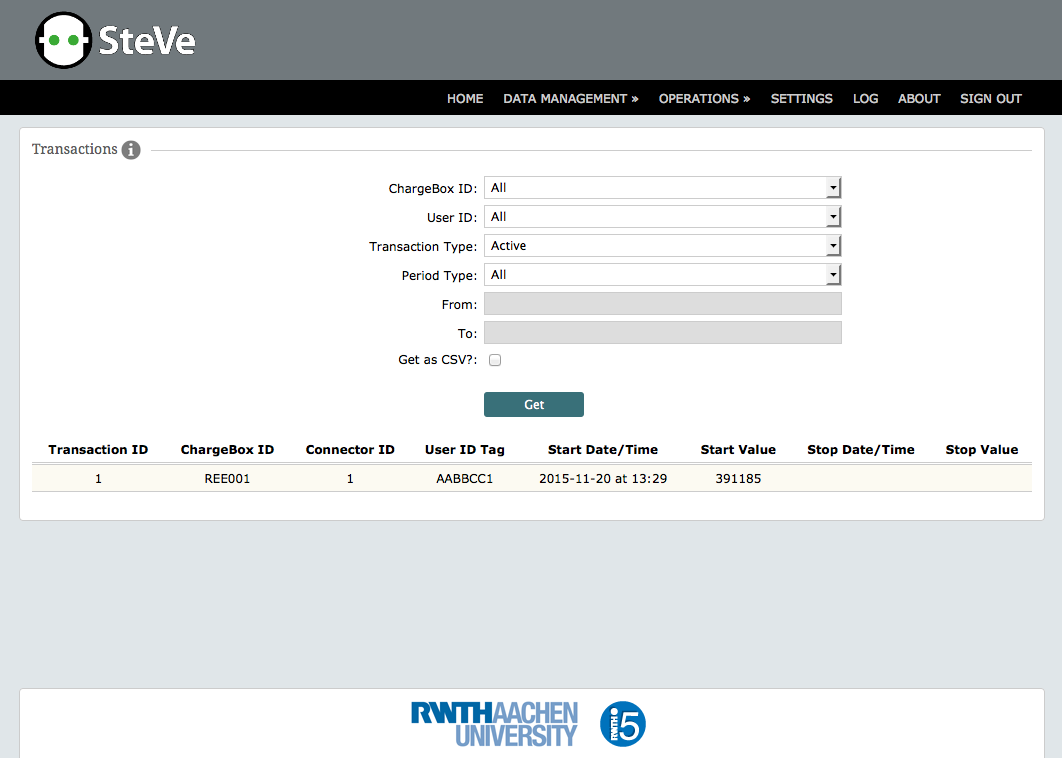 SteVe
HOME DATA MANAGEMENT » OPERATIONS » SETTINGS LOG ABOUT SIGN OUT
Transactions i
ChargeBox ID: All
User ID: All
Transaction Type: Active
Period Type: All
From:
To:
Get as CSV?:
Get
Transaction ID ChargeBox ID Connector ID User ID Tag Start Date/Time Start Value Stop Date/Time Stop Value
1 REE001 1 AABBCC1 2015-11-20 at 13:29 391185
RWTHAACHEN
UNIVERSITY
RWTH i5